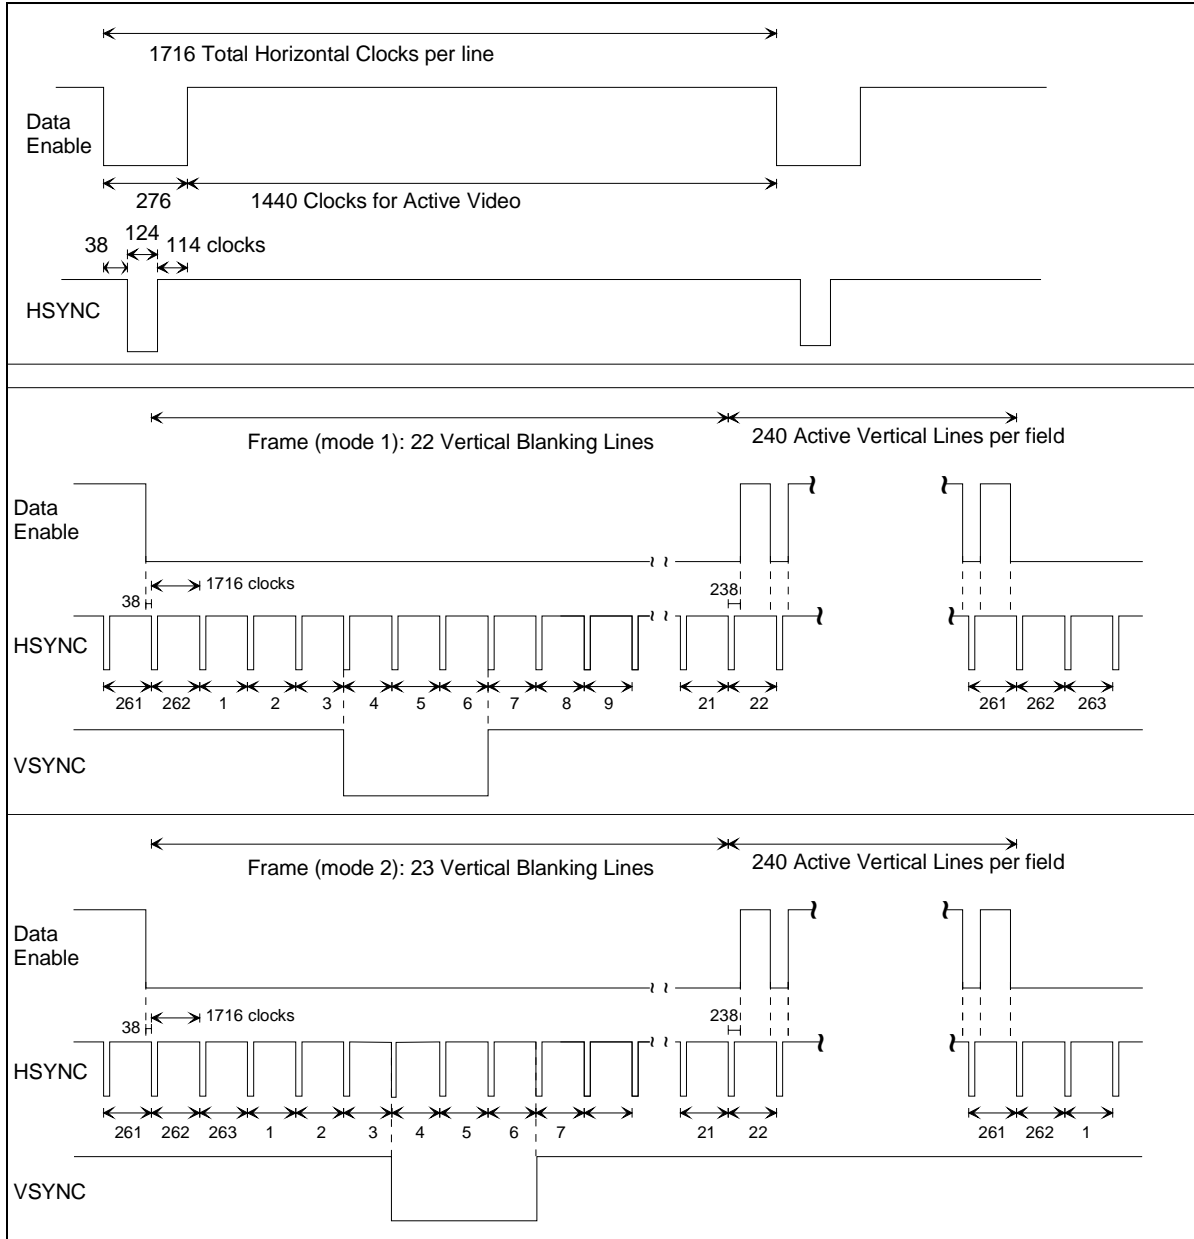 1716 Total Horizontal Clocks per line
Data
Enable
276
1440 Clocks for Active Video
124
38
114 clocks
HSYNC
Frame (mode 1): 22 Vertical Blanking Lines
240 Active Vertical Lines per field
Data
Enable
1716 clocks
38
238
HSYNC
261 262 1 2 3 4 5 6 7 8 9 21 22 261 262 263
VSYNC
Frame (mode 2): 23 Vertical Blanking Lines
240 Active Vertical Lines per field
Data
Enable
1716 clocks
38
238
HSYNC
261 262 263 1 2 3 4 5 6 7 21 22 261 262 1
VSYNC